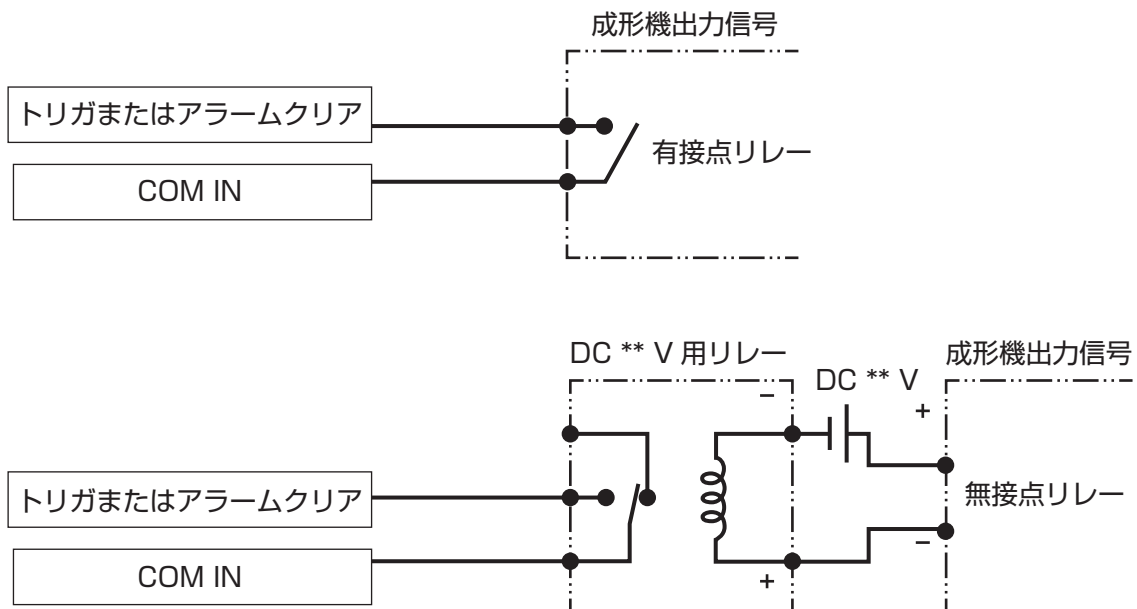 成形機出力信号
トリガまたはアラームクリア
有接点リレー
COM IN
DC ** V 用リレー
成形機出力信号
DC ** V
−
+
トリガまたはアラームクリア
無接点リレー
−
COM IN
+